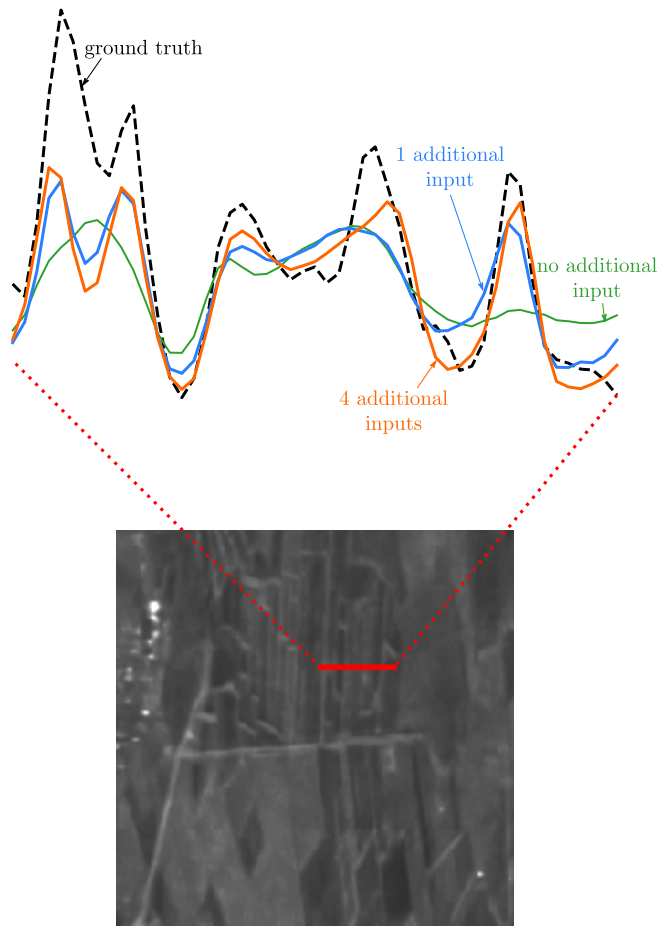 ground truth
1 additional
input
no additional
input
4 additional
inputs